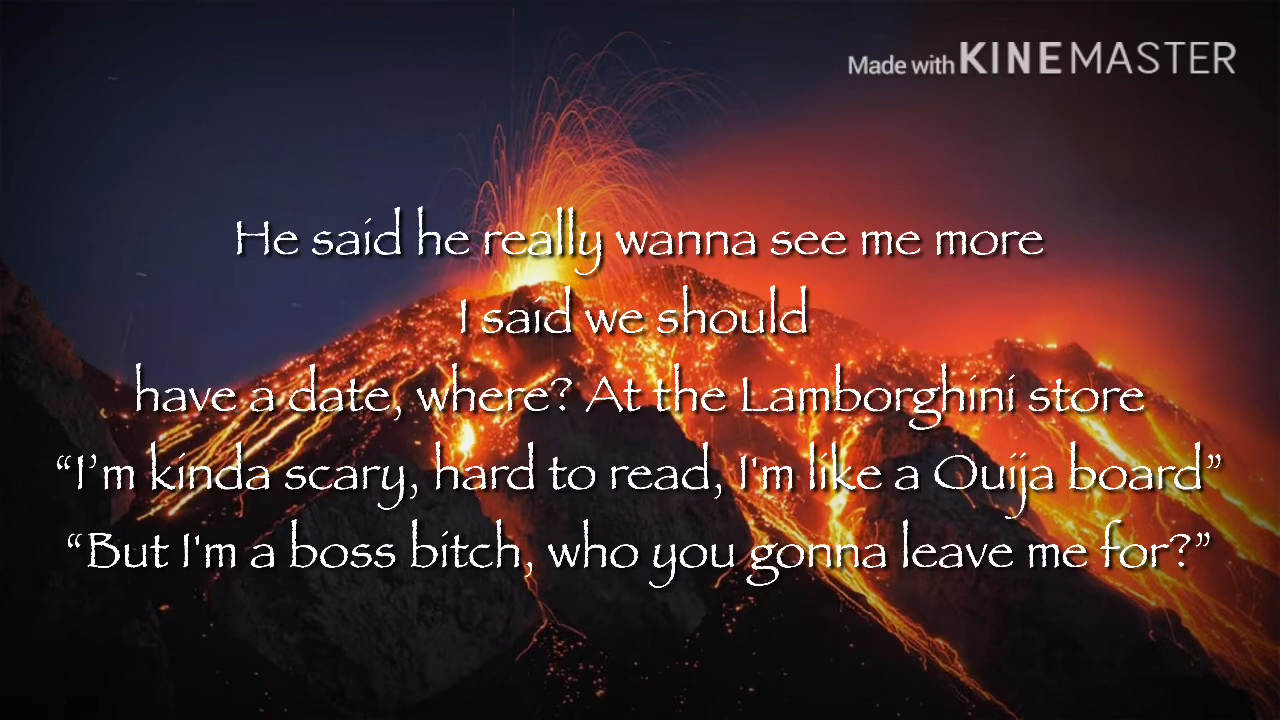 Made with KINEMASTER
He said he really wanna see me more
I said we should
have a date, where? At the Lamborghini store
“I’m kinda scary, hard to read, I'm like a Ouija board”
“But I'm a boss bitch, who you gonna leave me for?”